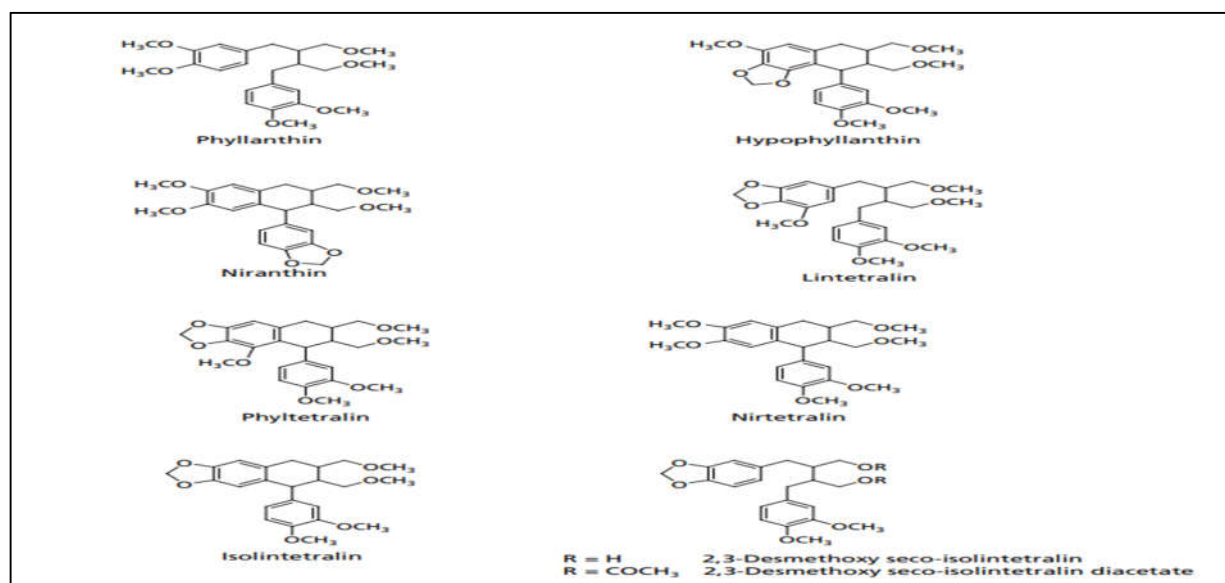 H₃CO
OCH₃
H₃CO
OCH₃
OCH₃
OCH₃
Phyllanthin
H₃CO
OCH₃
OCH₃
O
O
OCH₃
OCH₃
Hypophyllanthin
H₃CO
OCH₃
H₃CO
OCH₃
O
O
Niranthin
O
OCH₃
O
OCH₃
H₃CO
OCH₃
OCH₃
Lintetralin
O
OCH₃
O
OCH₃
H₃CO
OCH₃
OCH₃
Phyltetralin
H₃CO
OCH₃
H₃CO
OCH₃
OCH₃
OCH₃
Nirtetralin
O
OCH₃
O
OCH₃
OCH₃
OCH₃
Isolintetralin
O
OR
OR
O
OCH₃
OCH₃
R = H 2,3-Desmethoxy seco-isolintetralin
R = COCH₃ 2,3-Desmethoxy seco-isolintetralin diacetate